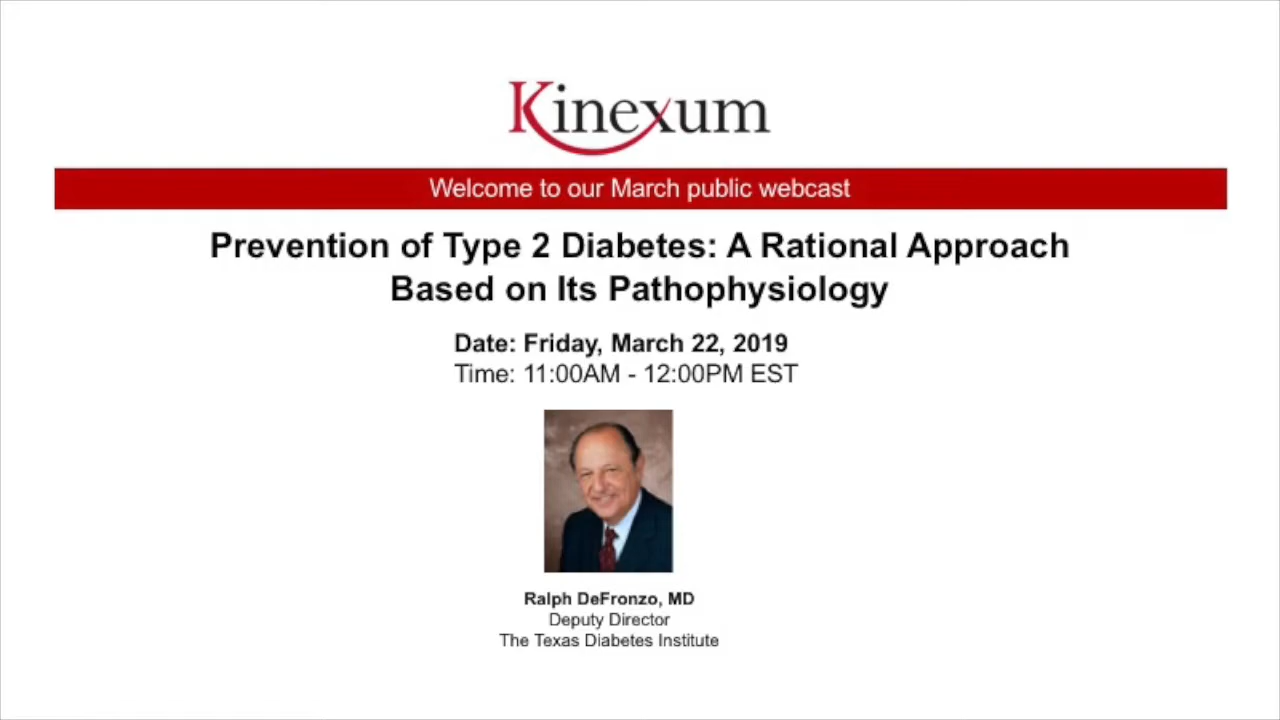 Kinexum
Welcome to our March public webcast
Prevention of Type 2 Diabetes: A Rational Approach
Based on Its Pathophysiology
Date: Friday, March 22, 2019
Time: 11:00AM - 12:00PM EST
Ralph DeFronzo, MD
Deputy Director
The Texas Diabetes Institute